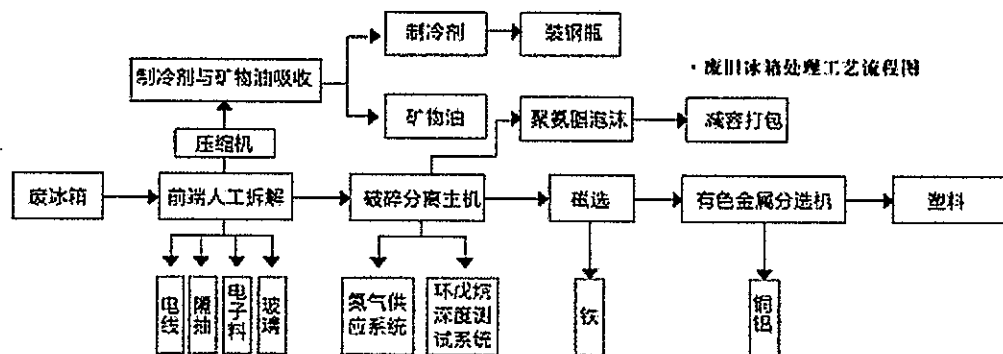 制冷剂
装钢瓶
· 废旧冰箱处理工艺流程图
制冷剂与矿物油吸收
矿物油
聚氨酯泡沫
减容打包
压缩机
废冰箱
前端人工拆解
破碎分离主机
磁选
有色金属分选机
塑料
电线
隔抽
电子料
玻璃
氮气供
应系统
环戊烷
深度测
试系统
铁
铜铝